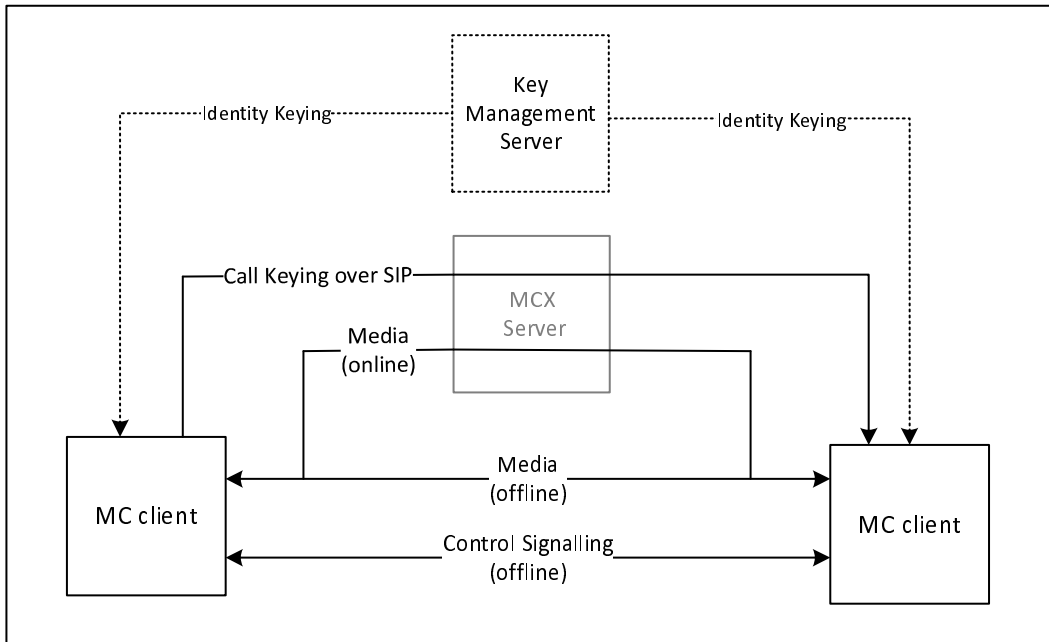 Key
Management
Server
Identity Keying
Identity Keying
Call Keying over SIP
MCX
Server
Media
(online)
Media
(offline)
MC client
MC client
Control Signalling
(offline)